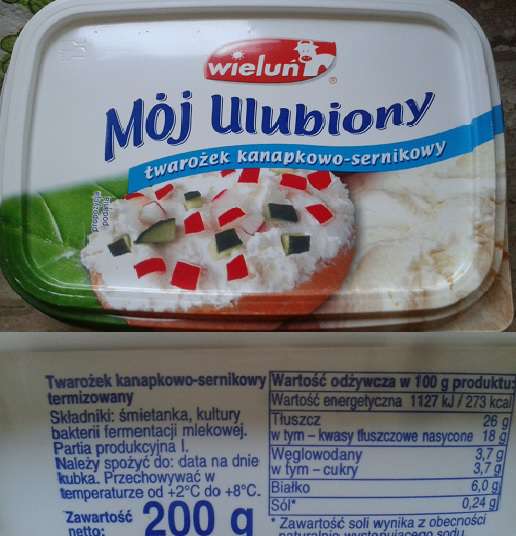 wieluń
Mój Ulubiony
twarożek kanapkowo-sernikowy
Twarożek kanapkowo-sernikowy
termizowany
Składniki: śmietanka, kultury
bakterii fermentacji mlekowej.
Partia produkcyjna I.
Należy spożyć do: data na dnie
kubka. Przechowywać w
temperaturze od +2°C do +8°C.
Zawartość
netto:
200 g
Wartość odżywcza w 100 g produktu:
Wartość energetyczna 1127 kJ / 273 kcal
Tłuszcz 26 g
w tym – kwasy tłuszczowe nasycone 18 g
Węglowodany 3,7 g
w tym – cukry 3,7 g
Białko 6,0 g
Sól* 0,24 g
* Zawartość soli wynika z obecności
naturalnie występującego sodu